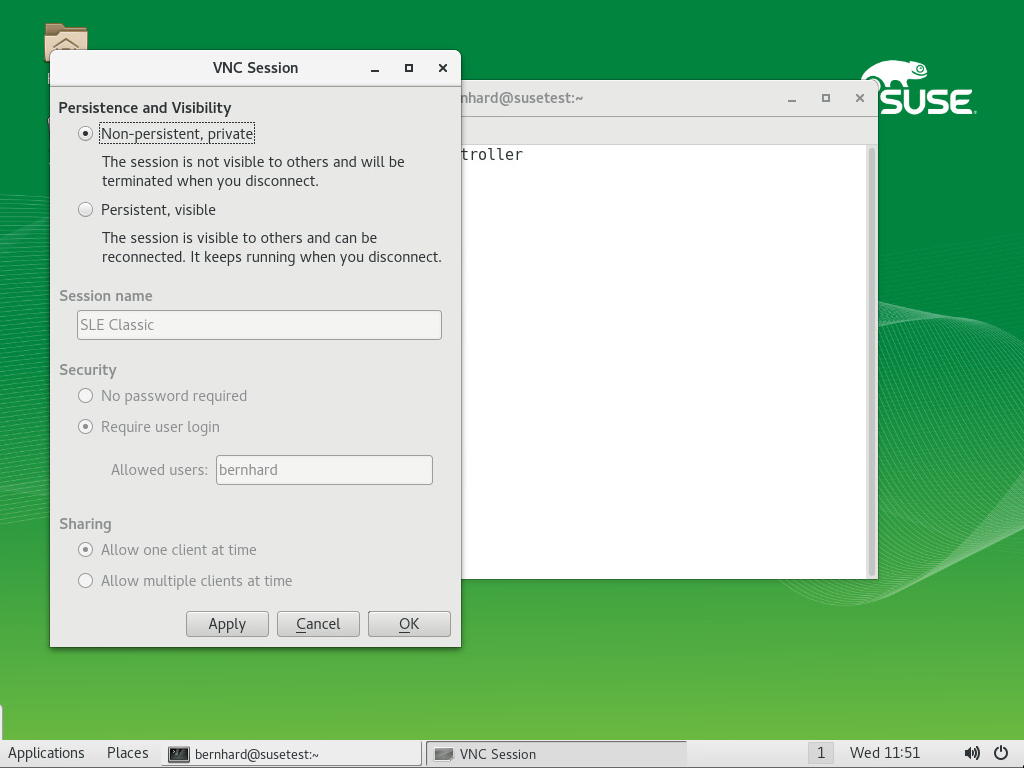 VNC Session
Persistence and Visibility
Non-persistent, private
The session is not visible to others and will be
terminated when you disconnect.
Persistent, visible
The session is visible to others and can be
reconnected. It keeps running when you disconnect.
Session name
SLE Classic
Security
No password required
Require user login
Allowed users: bernhard
Sharing
Allow one client at time
Allow multiple clients at time
Apply Cancel OK
nhard@susetest:~
troller
SUSE
Applications Places bernhard@susetest:~ VNC Session 1 Wed 11:51